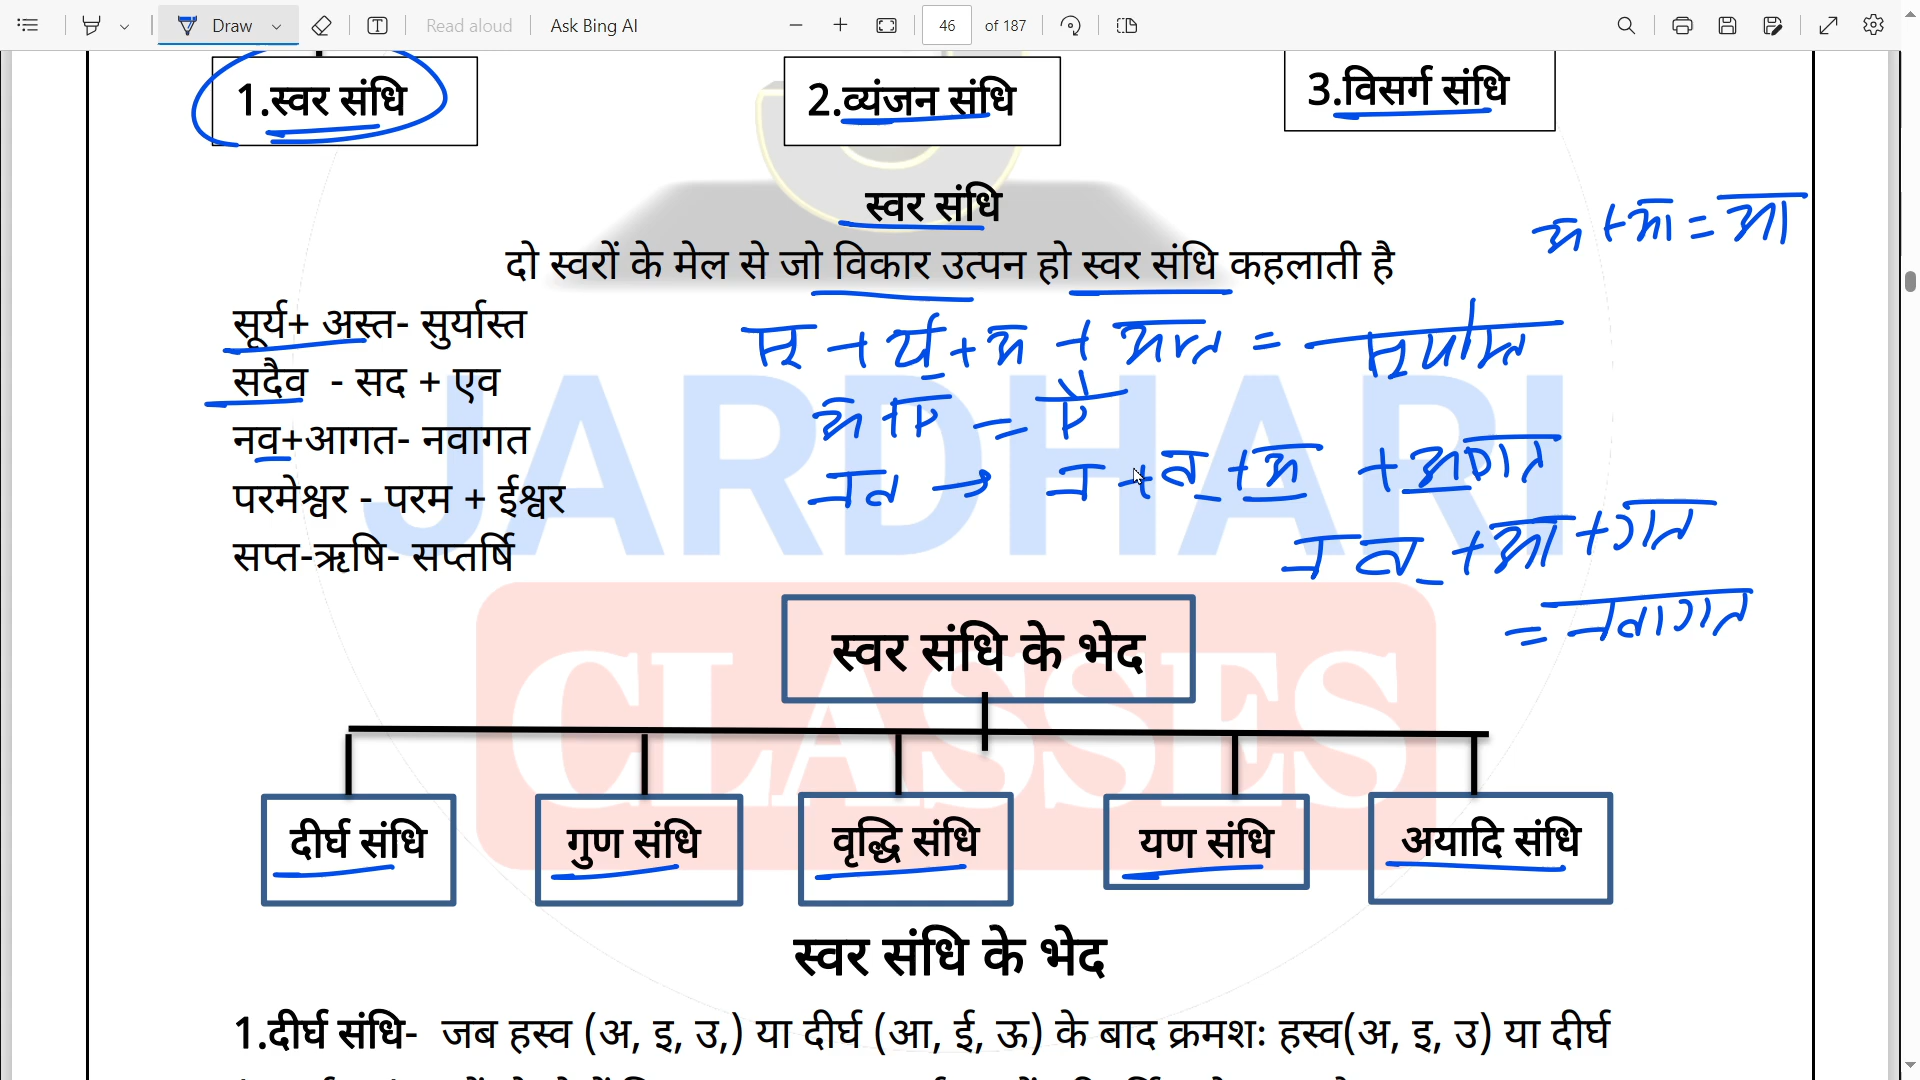 Draw
Read aloud
Ask Bing AI
46 of 187
1.स्वर संधि
2.व्यंजन संधि
3.विसर्ग संधि
स्वर संधि
अ + आ = आ
दो स्वरों के मेल से जो विकार उत्पन हो स्वर संधि कहलाती है
सूर्य+ अस्त- सुर्यास्त
सू + र्य + अ + अस्त = सूर्यास्त
सदैव - सद + एव
अ + ए = ऐ
नव+आगत- नवागत
नव → न + व + अ + आगत
परमेश्वर - परम + ईश्वर
नव + आ + गत
सप्त-ऋषि- सप्तर्षि
= नवागत
JARDHARI
CLASSES
स्वर संधि के भेद
दीर्घ संधि
गुण संधि
वृद्धि संधि
यण संधि
अयादि संधि
स्वर संधि के भेद
1.दीर्घ संधि- जब हस्व (अ, इ, उ,) या दीर्घ (आ, ई, ऊ) के बाद क्रमशः हस्व(अ, इ, उ) या दीर्घ